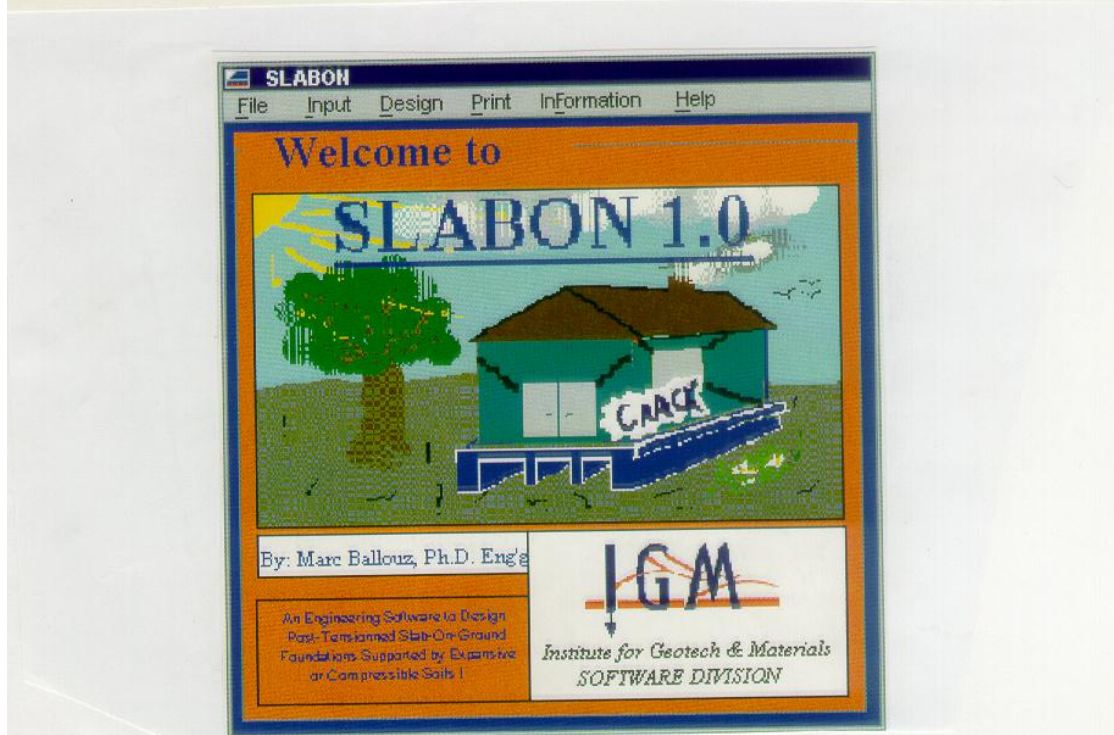 SLABON
File Input Design Print InFormation Help
Welcome to
SLABON 1.0
CRACK
By: Marc Ballouz, Ph.D. Eng'g
An Engineering Software to Design
Post-Tensianned Slab-On-Ground
Foundations Supported by Expansive
or Compressible Soils !
IGM
Institute for Geotech & Materials
SOFTWARE DIVISION